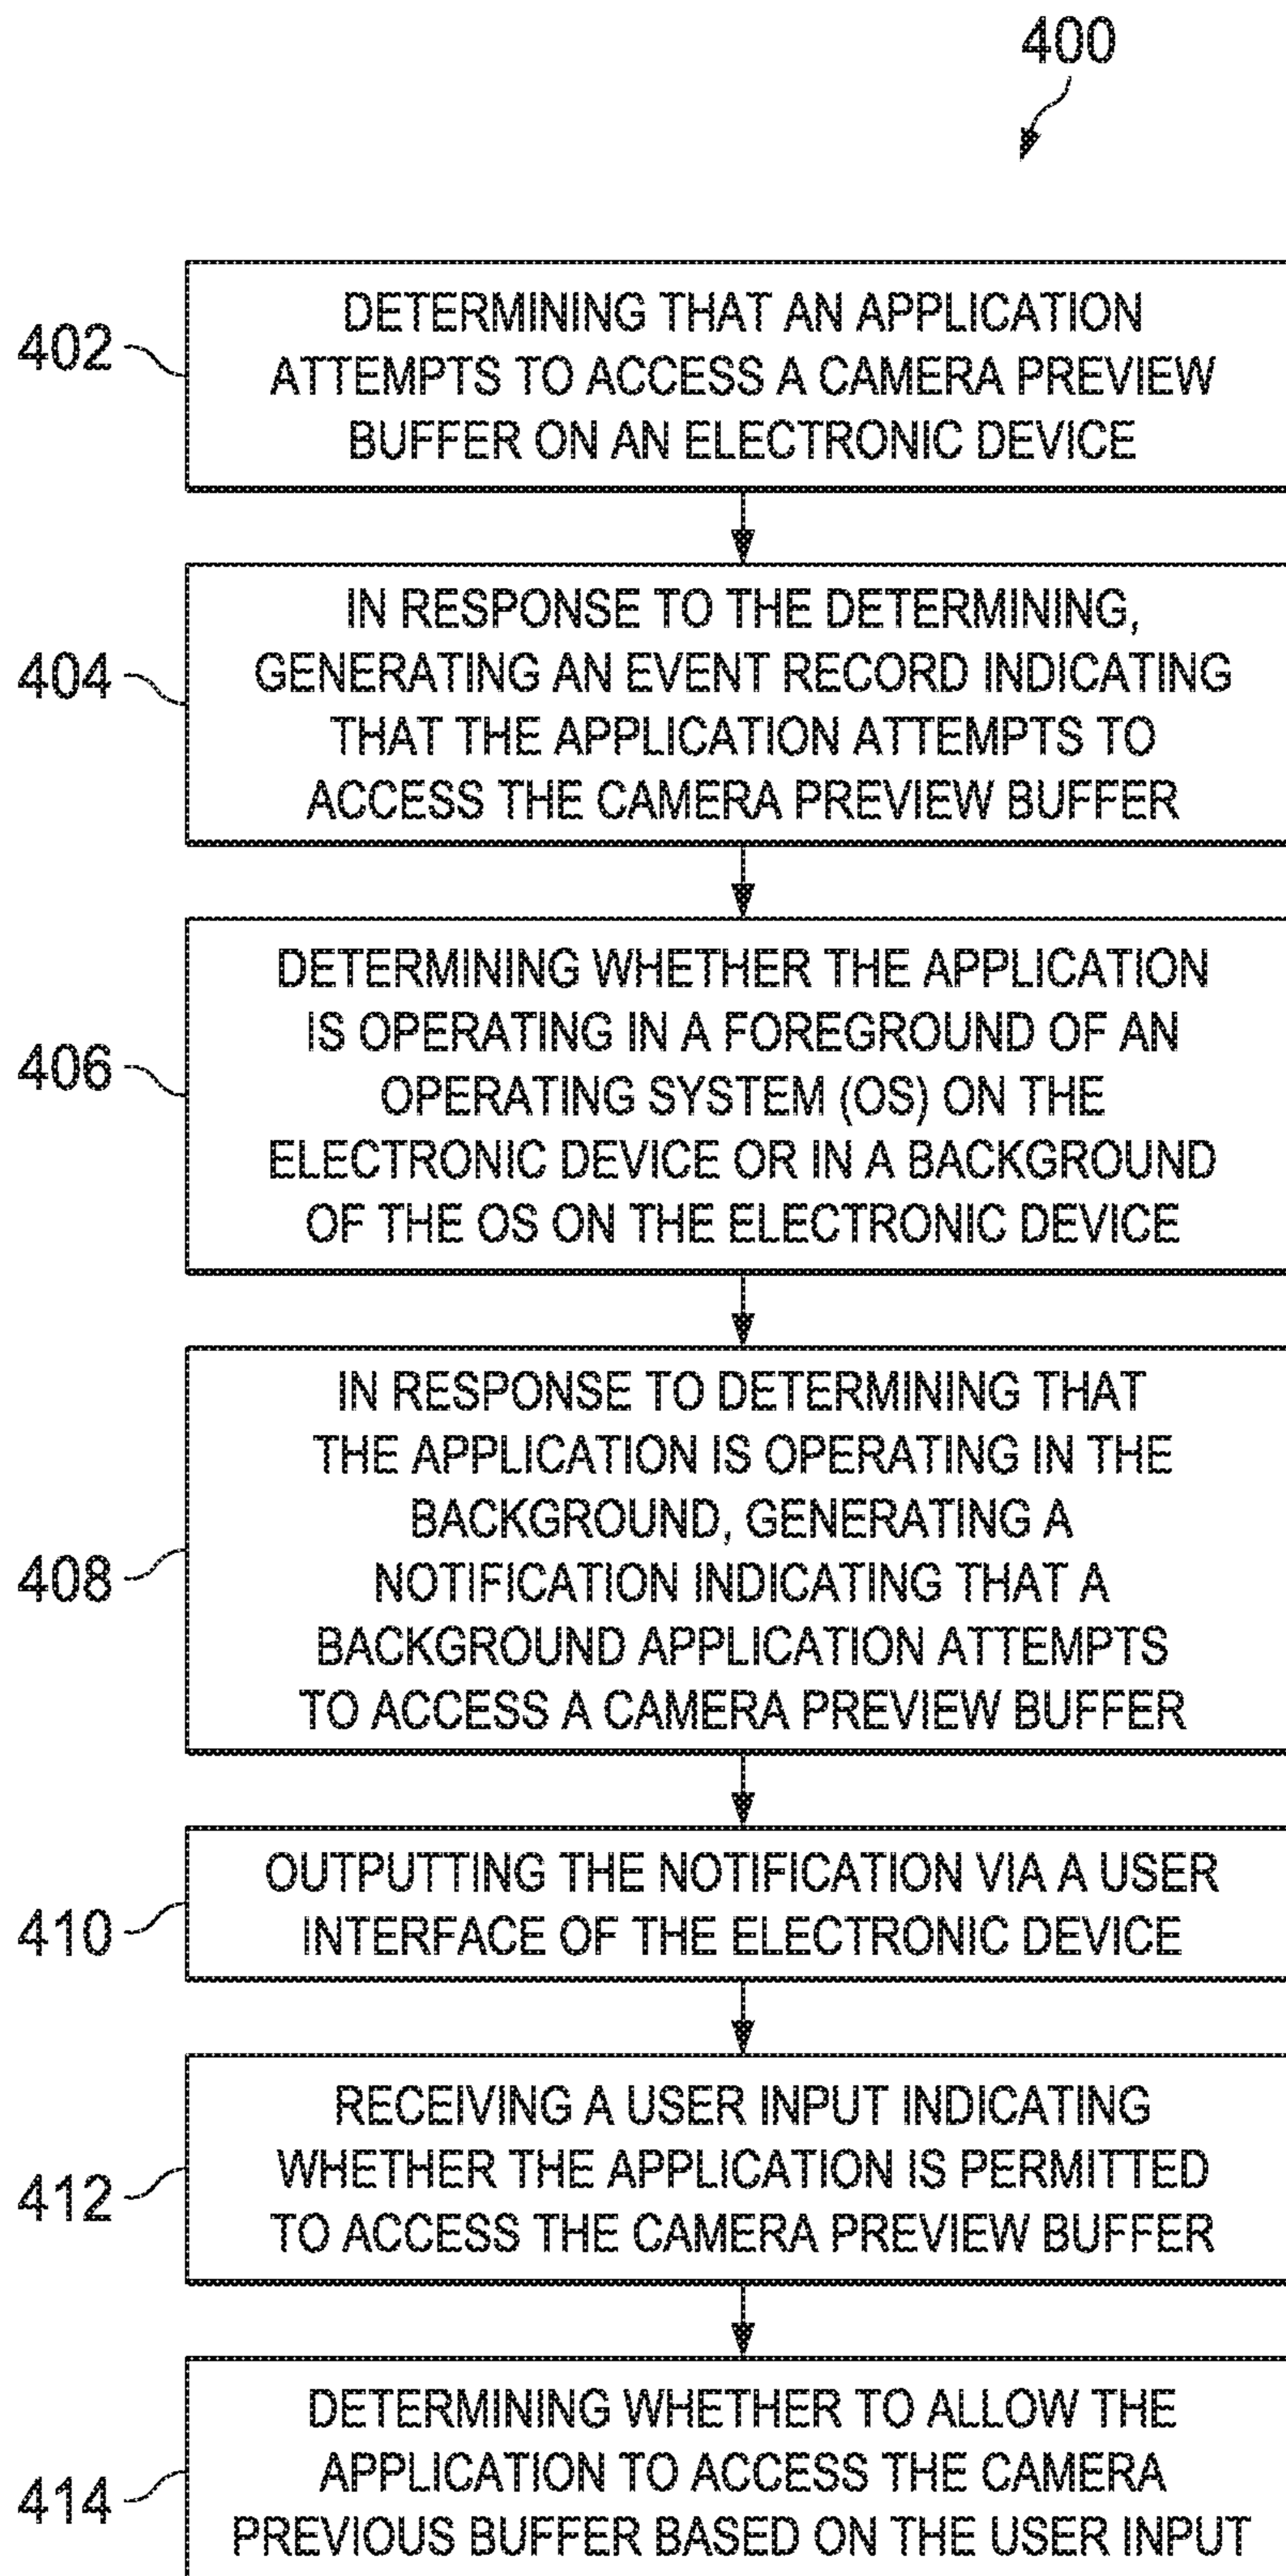 400
402
DETERMINING THAT AN APPLICATION
ATTEMPTS TO ACCESS A CAMERA PREVIEW
BUFFER ON AN ELECTRONIC DEVICE
404
IN RESPONSE TO THE DETERMINING,
GENERATING AN EVENT RECORD INDICATING
THAT THE APPLICATION ATTEMPTS TO
ACCESS THE CAMERA PREVIEW BUFFER
406
DETERMINING WHETHER THE APPLICATION
IS OPERATING IN A FOREGROUND OF AN
OPERATING SYSTEM (OS) ON THE
ELECTRONIC DEVICE OR IN A BACKGROUND
OF THE OS ON THE ELECTRONIC DEVICE
408
IN RESPONSE TO DETERMINING THAT
THE APPLICATION IS OPERATING IN THE
BACKGROUND, GENERATING A
NOTIFICATION INDICATING THAT A
BACKGROUND APPLICATION ATTEMPTS
TO ACCESS A CAMERA PREVIEW BUFFER
410
OUTPUTTING THE NOTIFICATION VIA A USER
INTERFACE OF THE ELECTRONIC DEVICE
412
RECEIVING A USER INPUT INDICATING
WHETHER THE APPLICATION IS PERMITTED
TO ACCESS THE CAMERA PREVIEW BUFFER
414
DETERMINING WHETHER TO ALLOW THE
APPLICATION TO ACCESS THE CAMERA
PREVIOUS BUFFER BASED ON THE USER INPUT